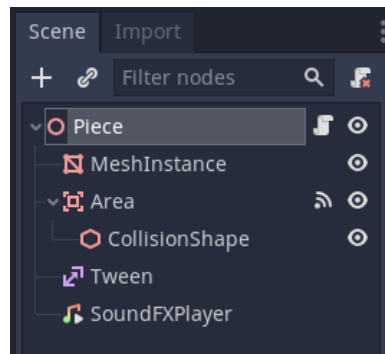 Scene Import
Filter nodes
Piece
MeshInstance
Area
CollisionShape
Tween
SoundFXPlayer